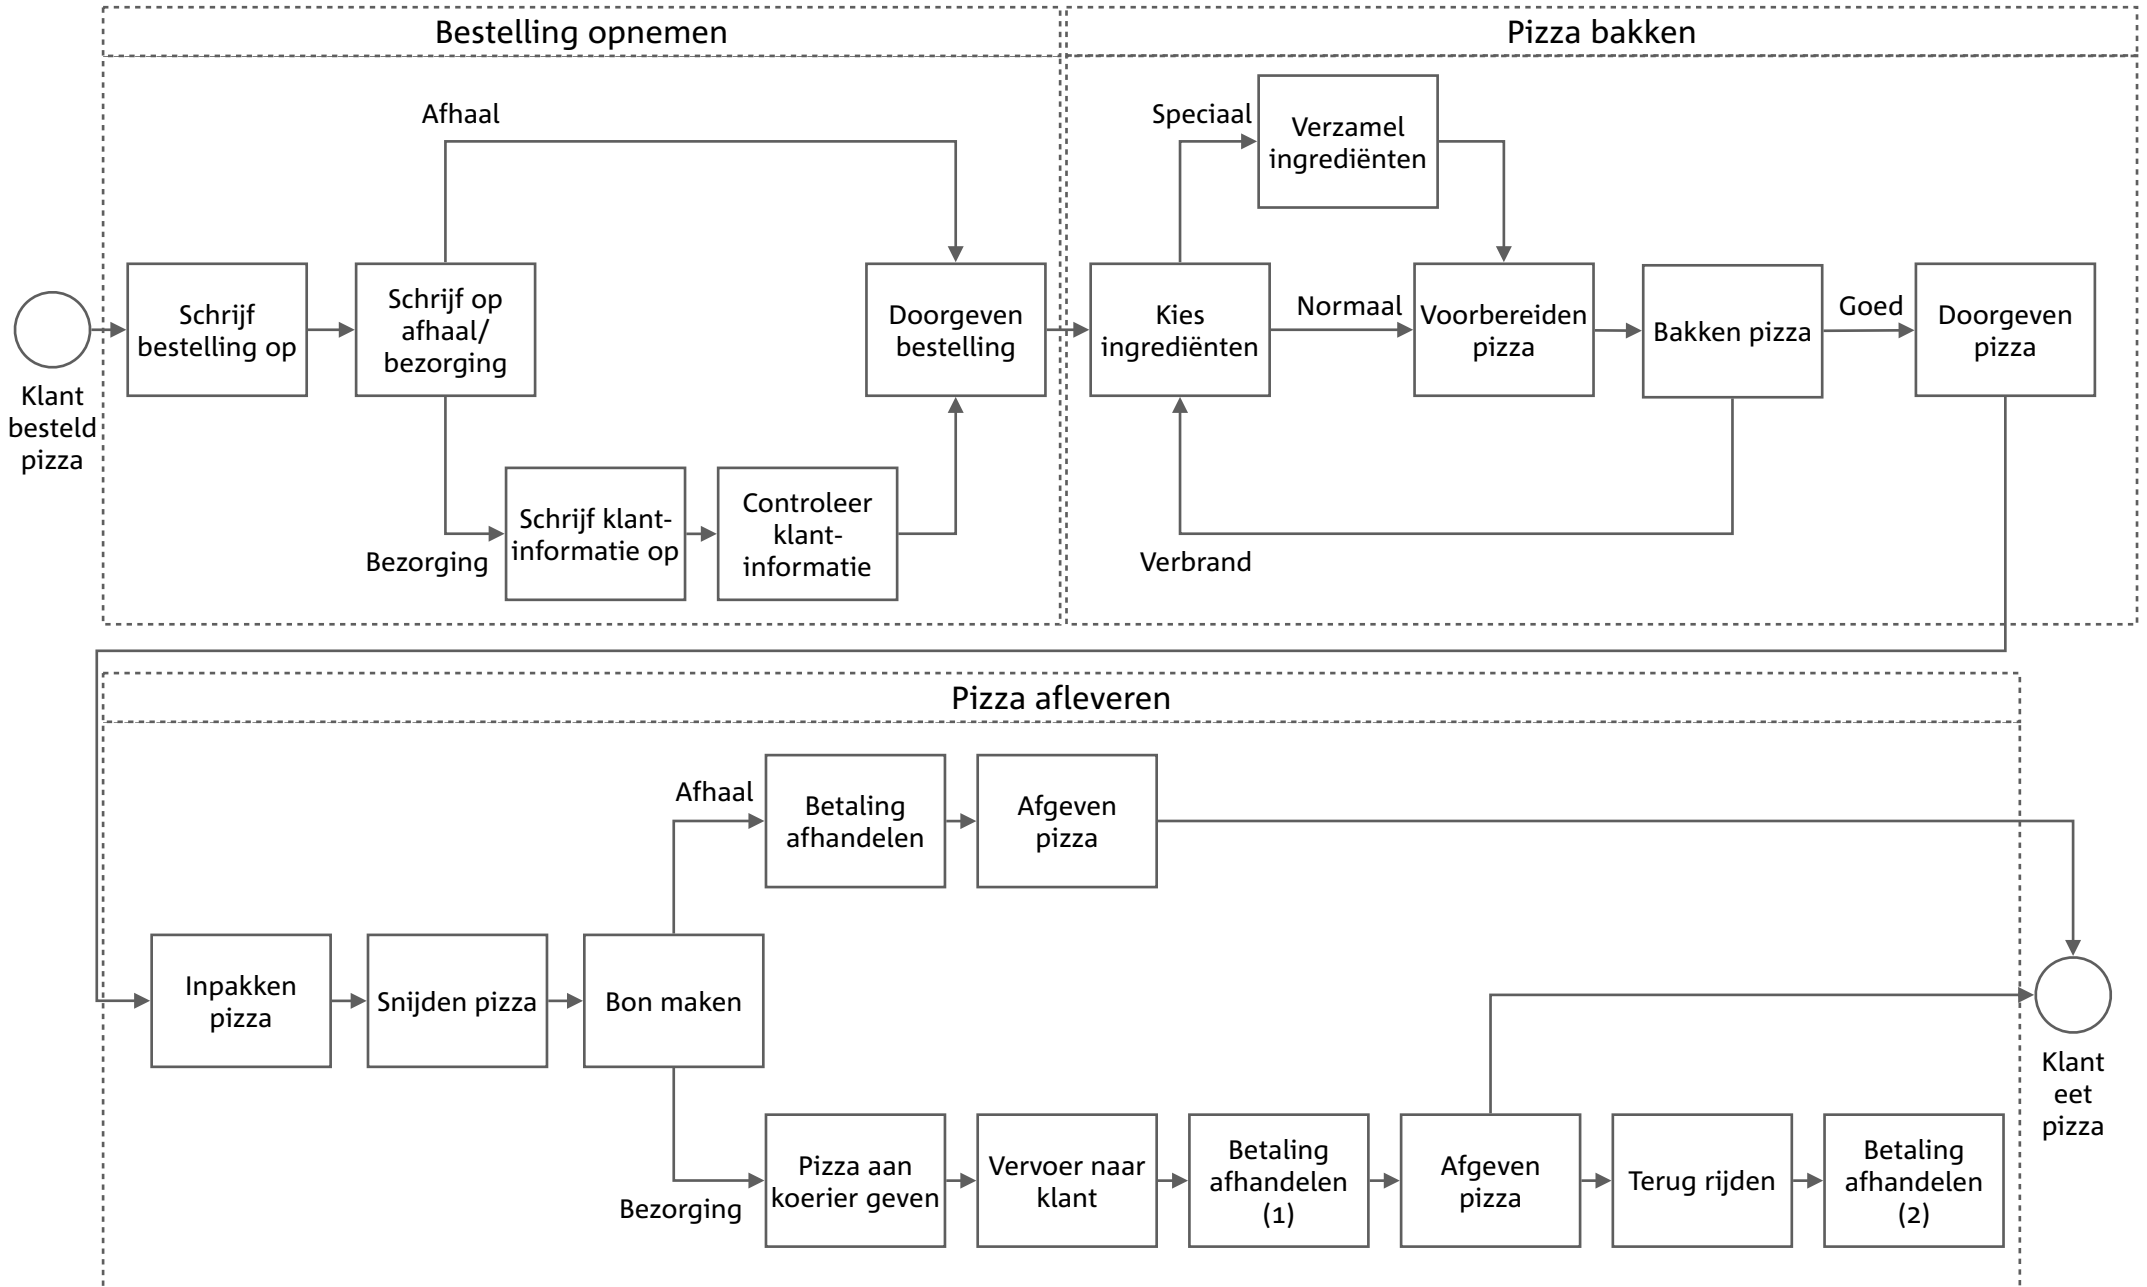 Bestelling opnemen
Pizza bakken
Afhaal
Speciaal
Verzamel
ingrediënten
Klant
besteld
pizza
Schrijf
bestelling op
Schrijf op
afhaal/
bezorging
Doorgeven
bestelling
Kies
ingrediënten
Normaal
Voorbereiden
pizza
Bakken pizza
Goed
Doorgeven
pizza
Bezorging
Schrijf klant-
informatie op
Controleer
klant-
informatie
Verbrand
Pizza afleveren
Afhaal
Betaling
afhandelen
Afgeven
pizza
Inpakken
pizza
Snijden pizza
Bon maken
Klant
eet
pizza
Bezorging
Pizza aan
koerier geven
Vervoer naar
klant
Betaling
afhandelen
(1)
Afgeven
pizza
Terug rijden
Betaling
afhandelen
(2)